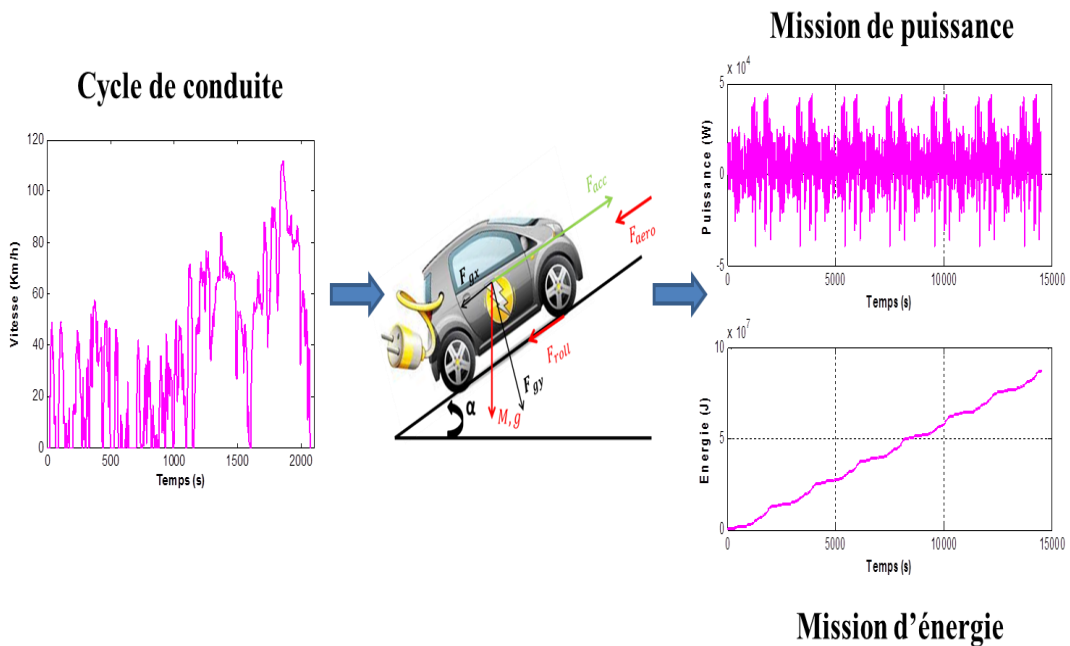 Cycle de conduite
120
100
80
60
40
20
0
Vitesse (Km/h)
0 500 1000 1500 2000
Temps (s)
F_acc
F_aero
F_gx
F_roll
F_gy
α
M,g
Mission de puissance
x 10^4
5
0
-5
Puissance (W)
0 5000 10000 15000
Temps (s)
x 10^7
10
5
0
Energie (J)
0 5000 10000 15000
Temps (s)
Mission d’énergie